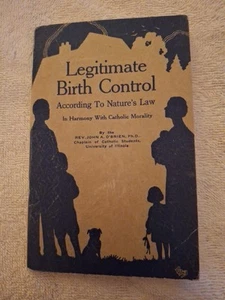 Legitimate
Birth Control
According To Nature's Law
In Harmony With Catholic Morality
By the
REV. JOHN A. O'BRIEN, Ph.D.
Chaplain of Catholic Students,
University of Illinois